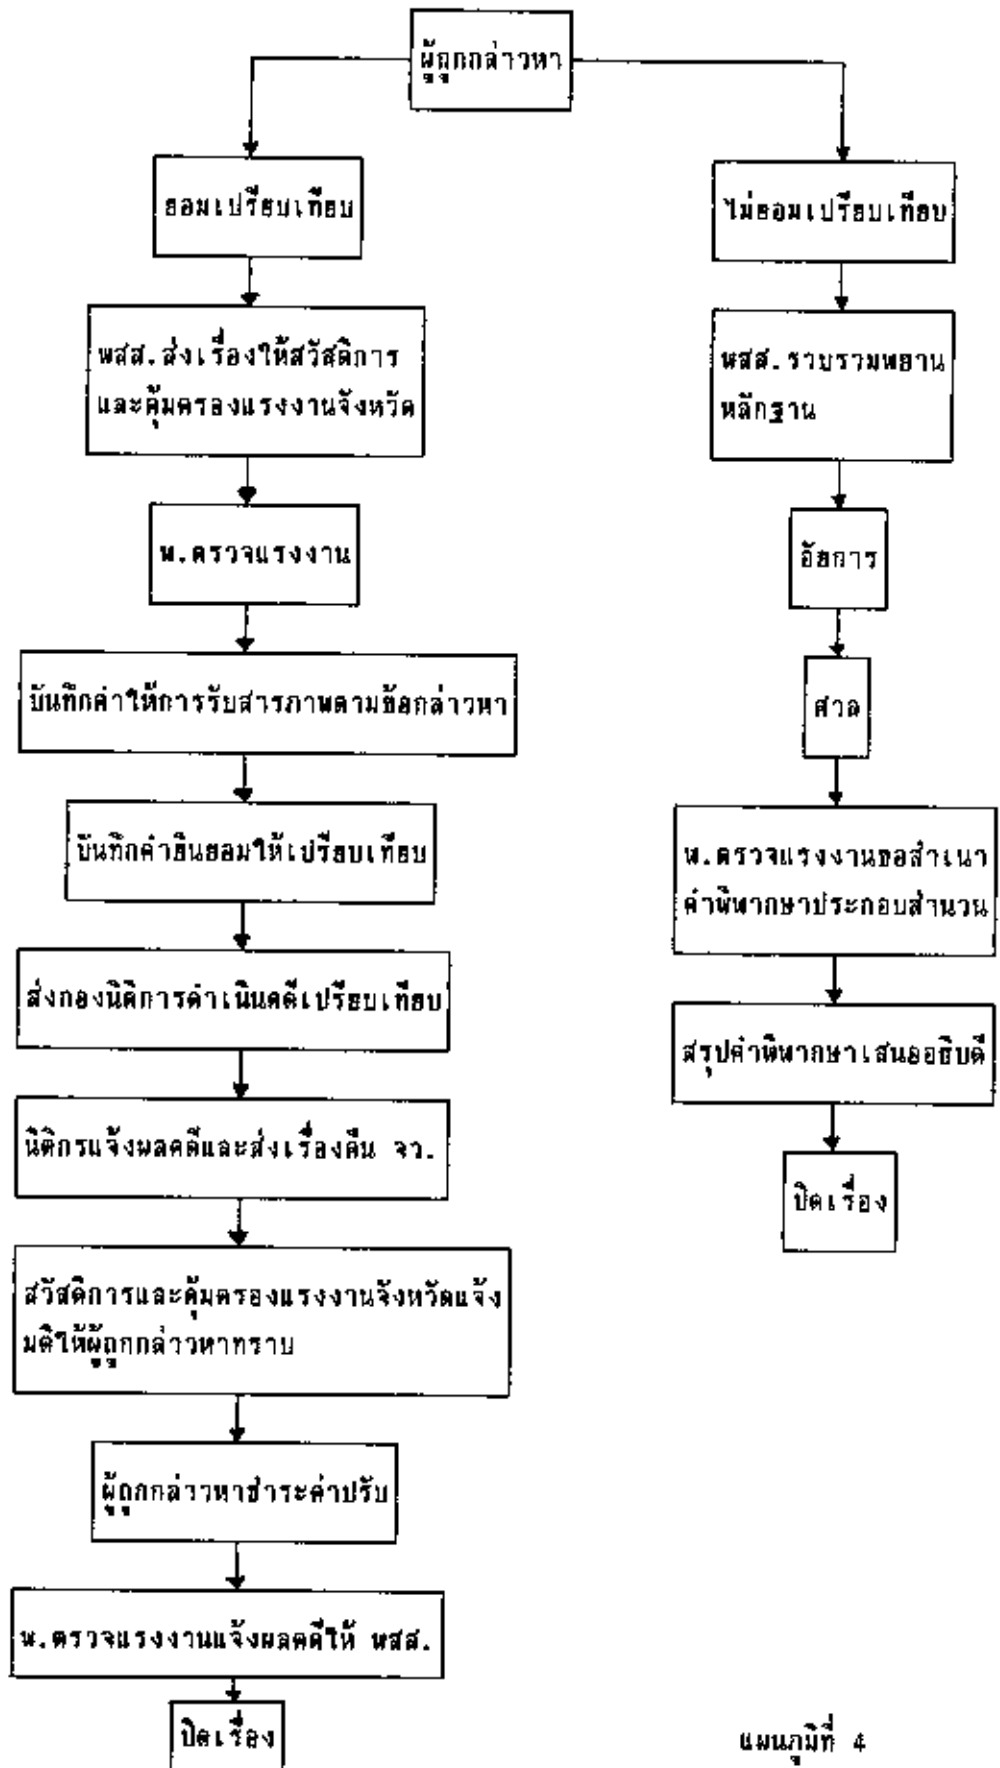 ผู้ถูกกล่าวหา
ยอมเปรียบเทียบ
พสส.ส่งเรื่องให้สวัสดิการ
และคุ้มครองแรงงานจังหวัด
พ.ตรวจแรงงาน
บันทึกคำให้การรับสารภาพตามข้อกล่าวหา
บันทึกคำยินยอมให้เปรียบเทียบ
ส่งกองนิติการดำเนินคดีเปรียบเทียบ
นิติกรแจ้งผลคดีและส่งเรื่องคืน จว.
สวัสดิการและคุ้มครองแรงงานจังหวัดแจ้ง
มติให้ผู้ถูกกล่าวหาทราบ
ผู้ถูกกล่าวหาชำระค่าปรับ
พ.ตรวจแรงงานแจ้งผลคดีให้ พสส.
ปิดเรื่อง
ไม่ยอมเปรียบเทียบ
พสส.รวบรวมพยาน
หลักฐาน
อัยการ
ศาล
พ.ตรวจแรงงานขอสำเนา
คำพิพากษาประกอบสำนวน
สรุปคำพิพากษาเสนออธิบดี
ปิดเรื่อง
แผนภูมิที่ 4